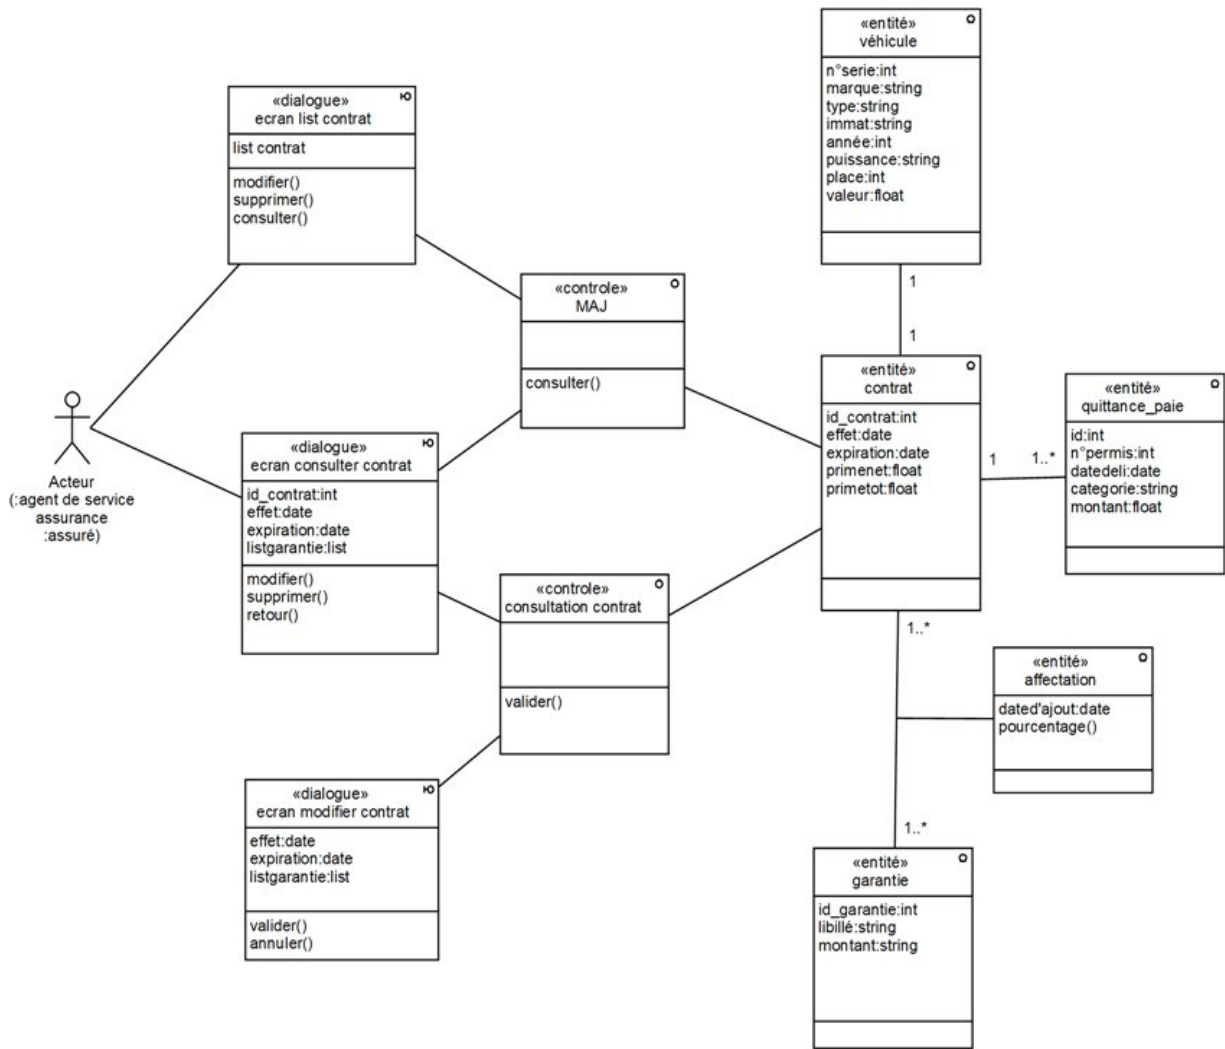 «entité»
véhicule
n°serie:int
marque:string
type:string
immat:string
année:int
puissance:string
place:int
valeur:float
«dialogue»
ecran list contrat
list contrat
modifier()
supprimer()
consulter()
«controle»
MAJ
consulter()
1
1
«entité»
contrat
id_contrat:int
effet:date
expiration:date
primenet:float
primetot:float
1
1..*
«entité»
quittance_paie
id:int
n°permis:int
datedeli:date
categorie:string
montant:float
Acteur
(:agent de service
assurance
:assuré)
«dialogue»
ecran consulter contrat
id_contrat:int
effet:date
expiration:date
listgarantie:list
modifier()
supprimer()
retour()
«controle»
consultation contrat
valider()
1..*
«entité»
affectation
dated'ajout:date
pourcentage()
«dialogue»
ecran modifier contrat
effet:date
expiration:date
listgarantie:list
valider()
annuler()
1..*
«entité»
garantie
id_garantie:int
libillé:string
montant:string